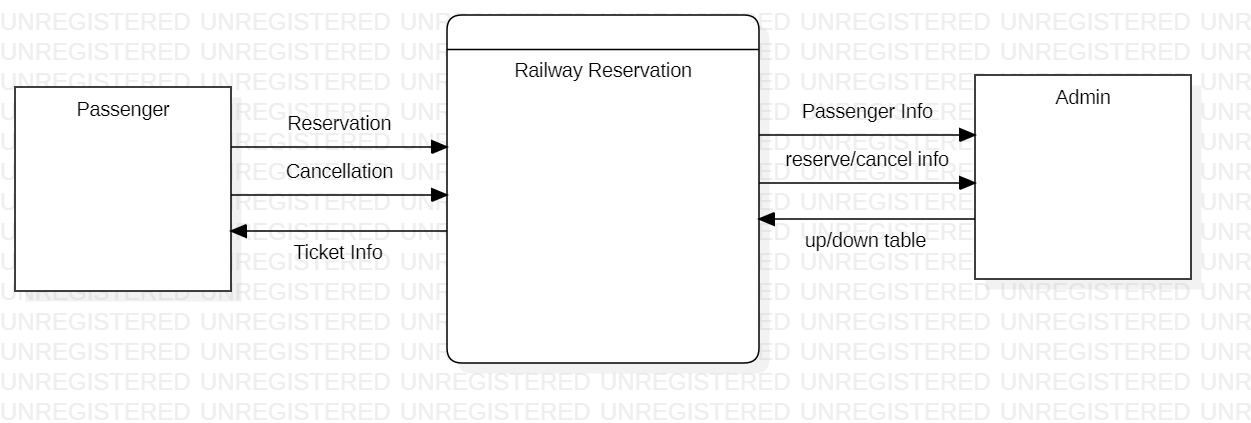 Railway Reservation
Passenger
Reservation
Cancellation
Ticket Info
Passenger Info
reserve/cancel info
up/down table
Admin
UNREGISTERED UNREGISTERED UNREGISTERED UNREGISTERED UNREGISTERED UNREGISTERED UNR